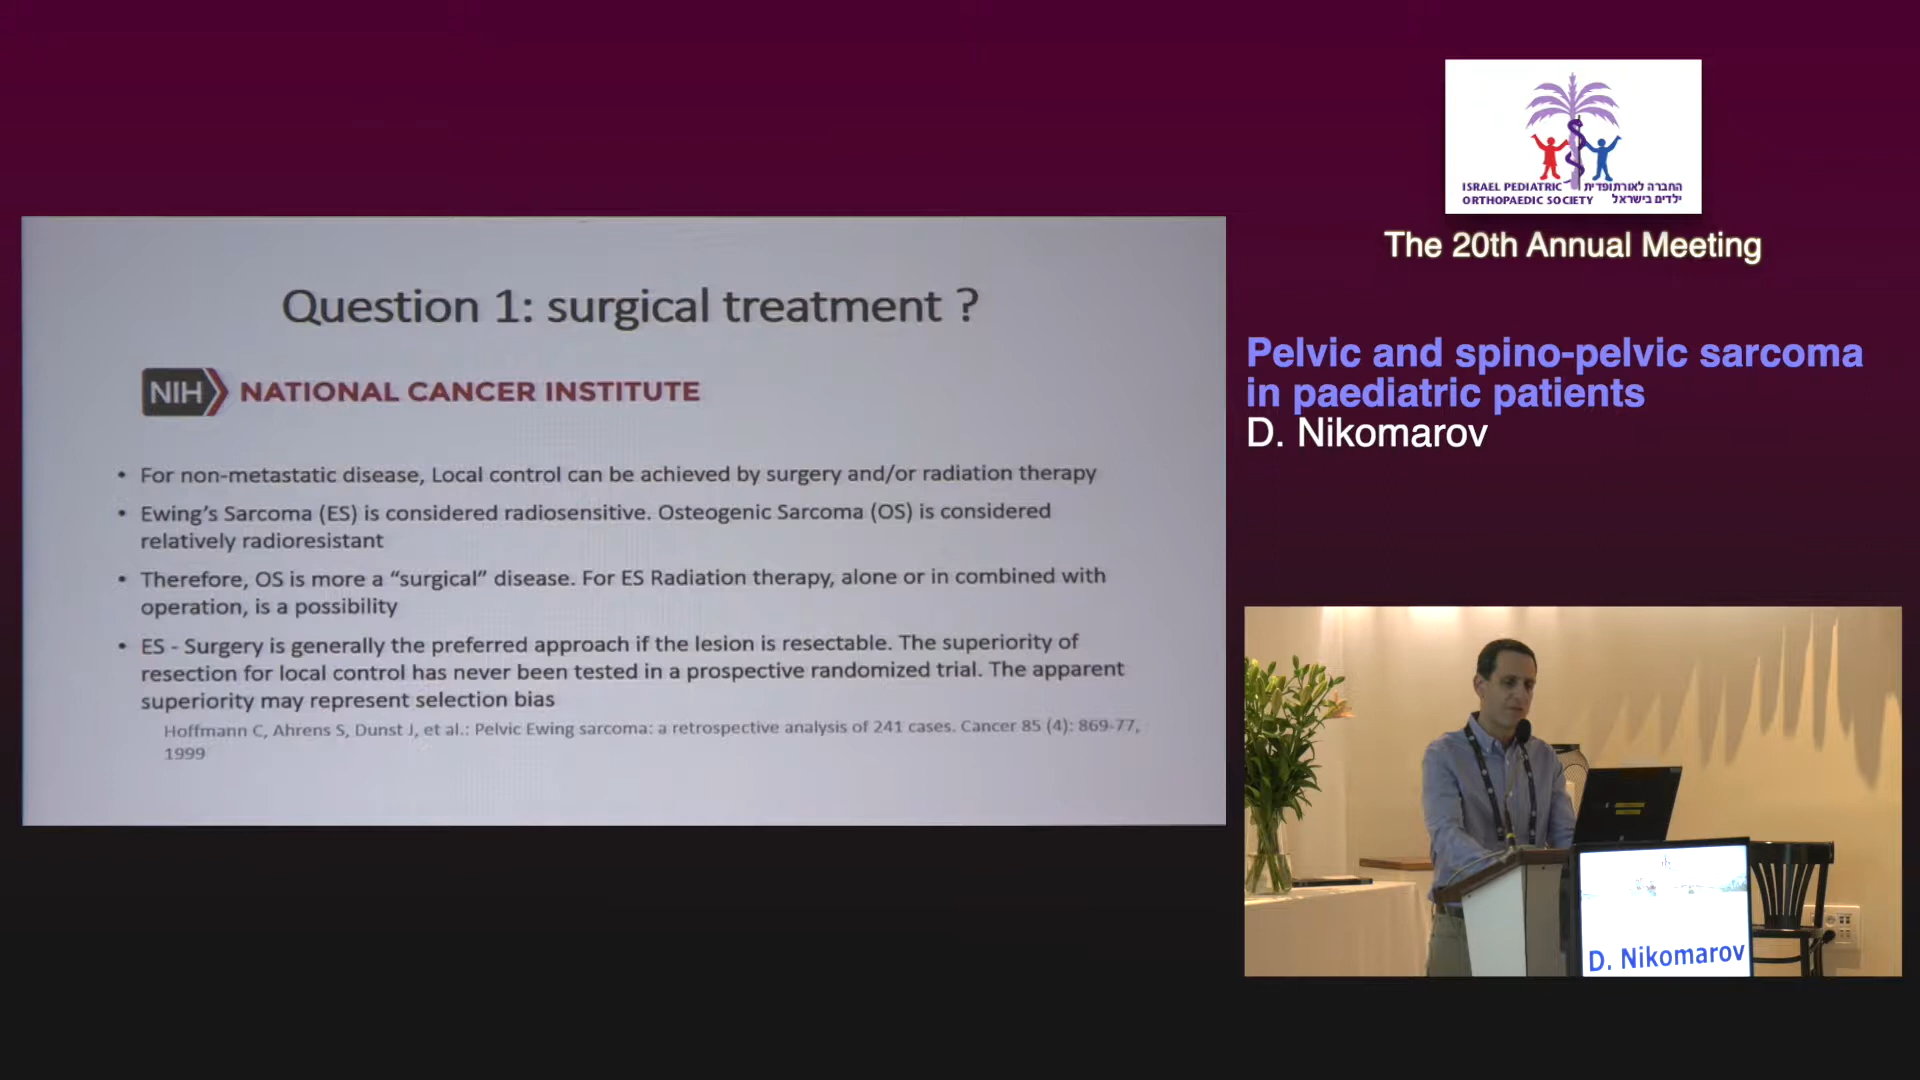 Question 1: surgical treatment ?
NIH NATIONAL CANCER INSTITUTE
• For non-metastatic disease, Local control can be achieved by surgery and/or radiation therapy
• Ewing's Sarcoma (ES) is considered radiosensitive. Osteogenic Sarcoma (OS) is considered
relatively radioresistant
• Therefore, OS is more a “surgical” disease. For ES Radiation therapy, alone or in combined with
operation, is a possibility
• ES - Surgery is generally the preferred approach if the lesion is resectable. The superiority of
resection for local control has never been tested in a prospective randomized trial. The apparent
superiority may represent selection bias
Hoffmann C, Ahrens S, Dunst J, et al.: Pelvic Ewing sarcoma: a retrospective analysis of 241 cases. Cancer 85 (4): 869-77,
1999
ISRAEL PEDIATRIC החברה לאורתופדית
ORTHOPAEDIC SOCIETY ילדים בישראל
The 20th Annual Meeting
Pelvic and spino-pelvic sarcoma
in paediatric patients
D. Nikomarov
D. Nikomarov